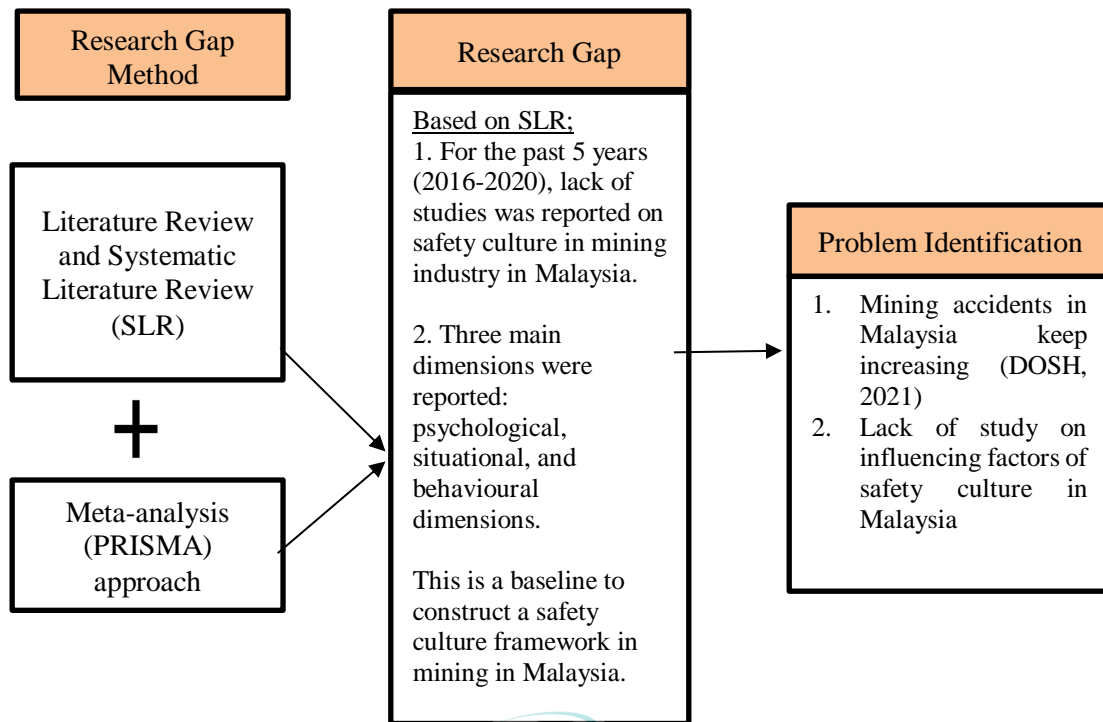 Research Gap
Method
Literature Review
and Systematic
Literature Review
(SLR)
Meta-analysis
(PRISMA)
approach
Research Gap
Based on SLR;
1. For the past 5 years
(2016-2020), lack of
studies was reported on
safety culture in mining
industry in Malaysia.
2. Three main
dimensions were
reported:
psychological,
situational, and
behavioural
dimensions.
This is a baseline to
construct a safety
culture framework in
mining in Malaysia.
Problem Identification
1. Mining accidents in
Malaysia keep
increasing (DOSH,
2021)
2. Lack of study on
influencing factors of
safety culture in
Malaysia